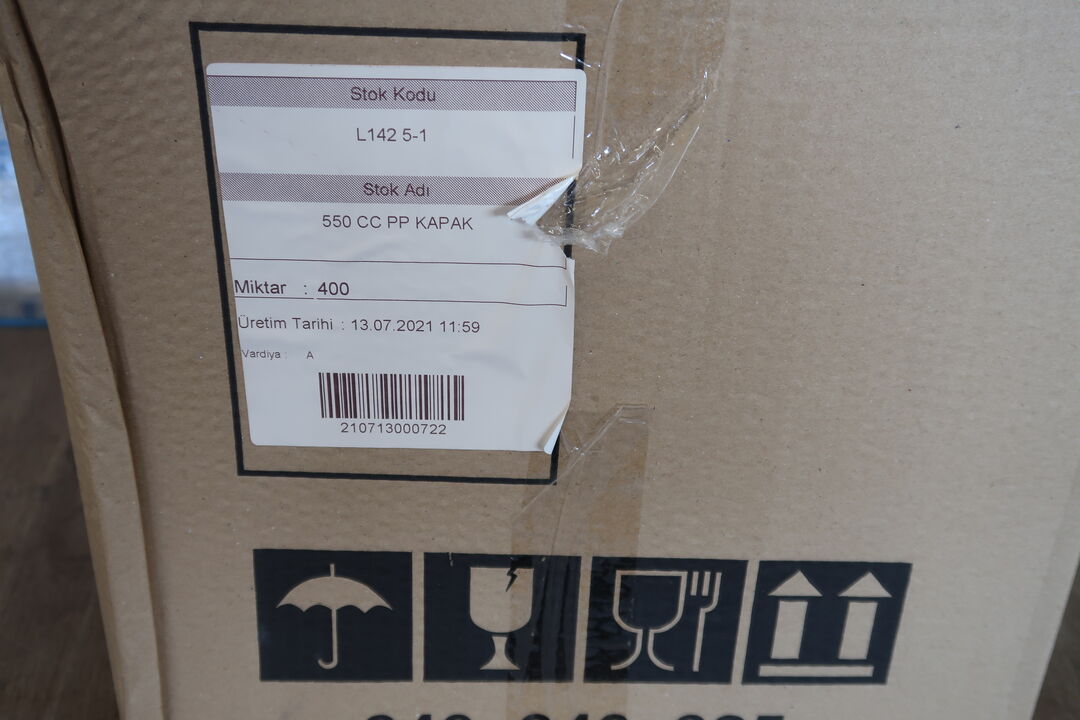 Stok Kodu
L142 5-1
Stok Adı
550 CC PP KAPAK
Miktar : 400
Üretim Tarihi : 13.07.2021 11:59
Vardiya : A
210713000722